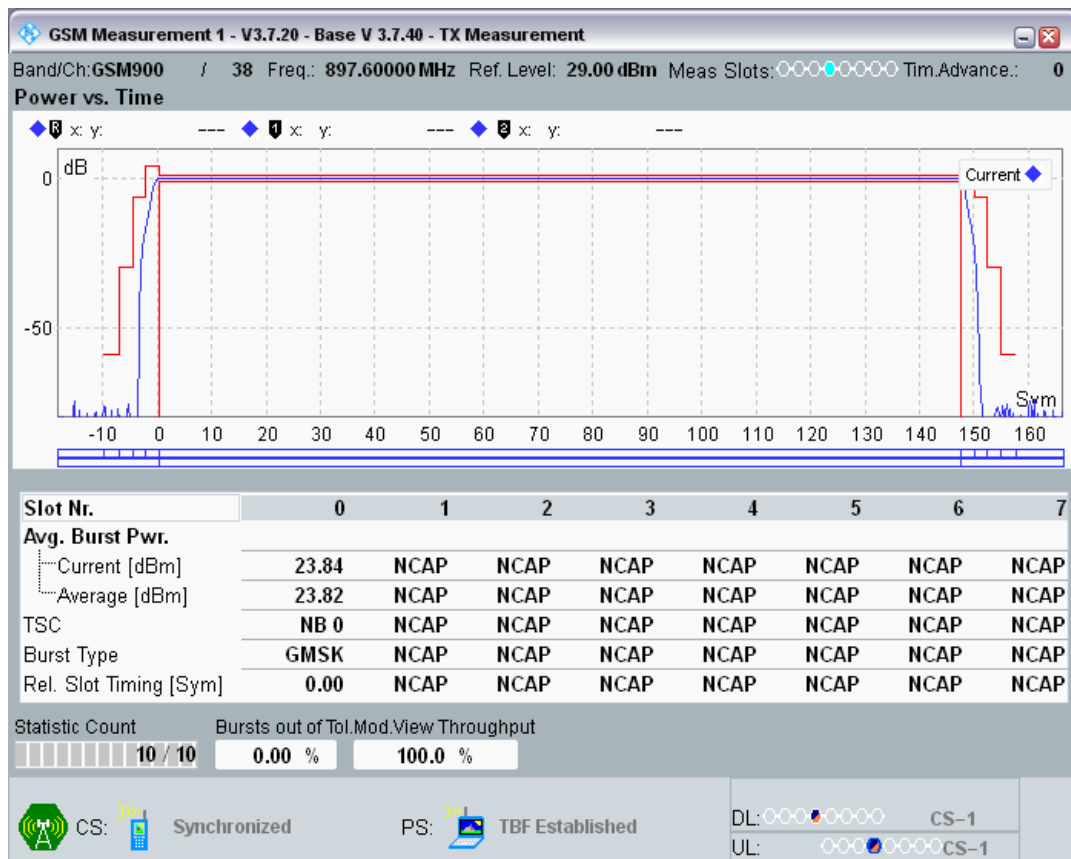 GSM Measurement 1 - V3.7.20 - Base V 3.7.40 - TX Measurement
Band/Ch:GSM900 / 38 Freq.: 897.60000 MHz Ref. Level: 29.00 dBm Meas Slots: Tim.Advance.: 0
Power vs. Time
R x: y: --- 1 x: y: --- 2 x: y: ---
dB
Current
0
-50
Sym
-10 0 10 20 30 40 50 60 70 80 90 100 110 120 130 140 150 160
Slot Nr. 0 1 2 3 4 5 6 7
Avg. Burst Pwr.
Current [dBm] 23.84 NCAP NCAP NCAP NCAP NCAP NCAP NCAP
Average [dBm] 23.82 NCAP NCAP NCAP NCAP NCAP NCAP NCAP
TSC NB 0 NCAP NCAP NCAP NCAP NCAP NCAP NCAP
Burst Type GMSK NCAP NCAP NCAP NCAP NCAP NCAP NCAP
Rel. Slot Timing [Sym] 0.00 NCAP NCAP NCAP NCAP NCAP NCAP NCAP
Statistic Count Bursts out of Tol.Mod.View Throughput
10 / 10 0.00 % 100.0 %
CS: Synchronized PS: TBF Established
DL: CS-1
UL: CS-1